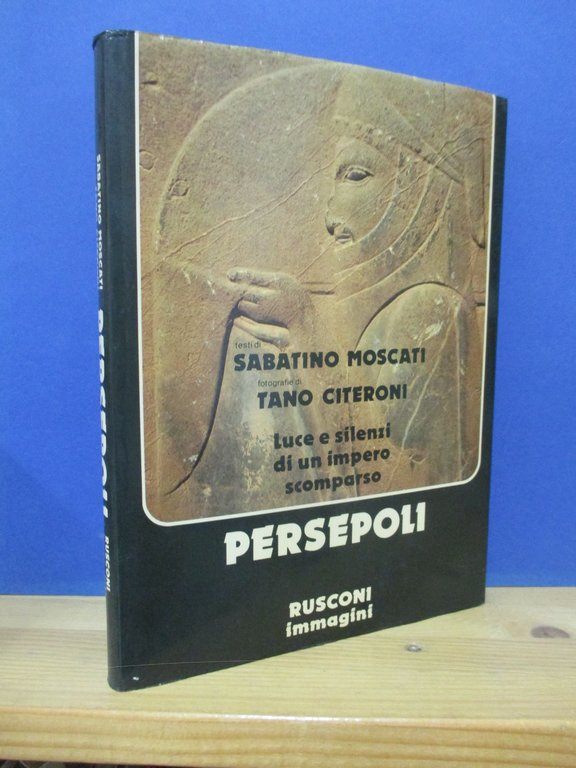 testi di
SABATINO MOSCATI
fotografie di
TANO CITERONI
Luce e silenzi
di un impero
scomparso
PERSEPOLI
RUSCONI
immagini
SABATINO MOSCATI
PERSEPOLI
RUSCONI